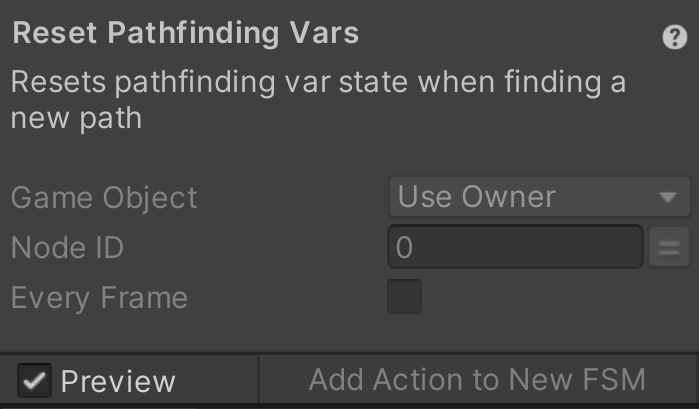 Reset Pathfinding Vars
Resets pathfinding var state when finding a
new path
Game Object Use Owner
Node ID 0
Every Frame
Preview Add Action to New FSM